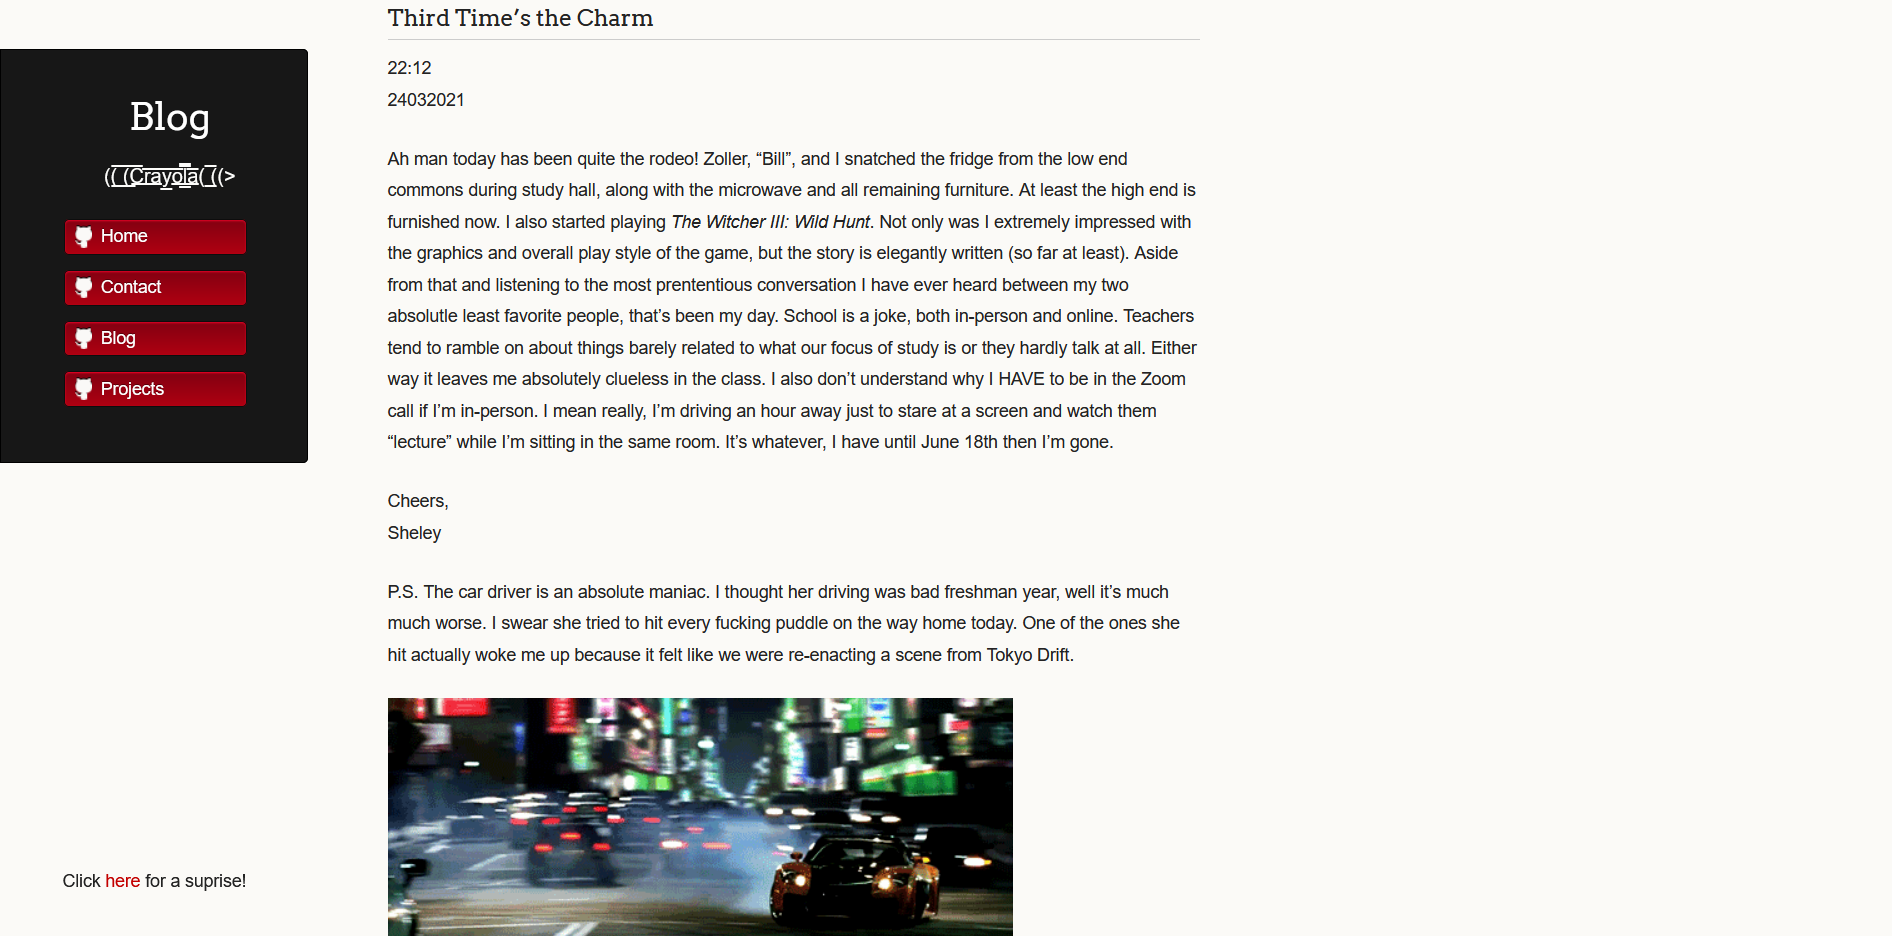 Third Time’s the Charm
22:12
24032021
Ah man today has been quite the rodeo! Zoller, “Bill”, and I snatched the fridge from the low end
commons during study hall, along with the microwave and all remaining furniture. At least the high end is
furnished now. I also started playing The Witcher III: Wild Hunt. Not only was I extremely impressed with
the graphics and overall play style of the game, but the story is elegantly written (so far at least). Aside
from that and listening to the most prententious conversation I have ever heard between my two
absolutle least favorite people, that’s been my day. School is a joke, both in-person and online. Teachers
tend to ramble on about things barely related to what our focus of study is or they hardly talk at all. Either
way it leaves me absolutely clueless in the class. I also don’t understand why I HAVE to be in the Zoom
call if I’m in-person. I mean really, I’m driving an hour away just to stare at a screen and watch them
“lecture” while I’m sitting in the same room. It’s whatever, I have until June 18th then I’m gone.
Cheers,
Sheley
P.S. The car driver is an absolute maniac. I thought her driving was bad freshman year, well it’s much
much worse. I swear she tried to hit every fucking puddle on the way home today. One of the ones she
hit actually woke me up because it felt like we were re-enacting a scene from Tokyo Drift.
Blog
((̲̅ ̲̅(̲̅C̲̅r̲̅a̲̅y̲̅o̲̅l̲̅a̲̅(̲̅ ̲̅((>
Home
Contact
Blog
Projects
Click here for a suprise!